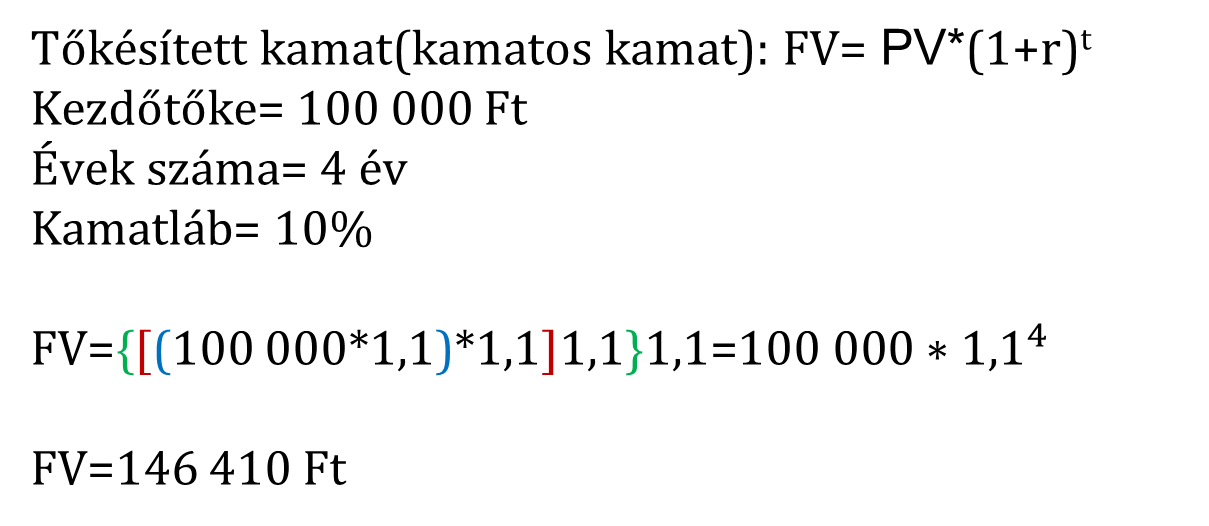 Tőkésített kamat(kamatos kamat): FV= PV*(1+r)ᵗ
Kezdőtőke= 100 000 Ft
Évek száma= 4 év
Kamatláb= 10%
FV={[(100 000*1,1)*1,1]1,1}1,1=100 000 ∗ 1,1⁴
FV=146 410 Ft